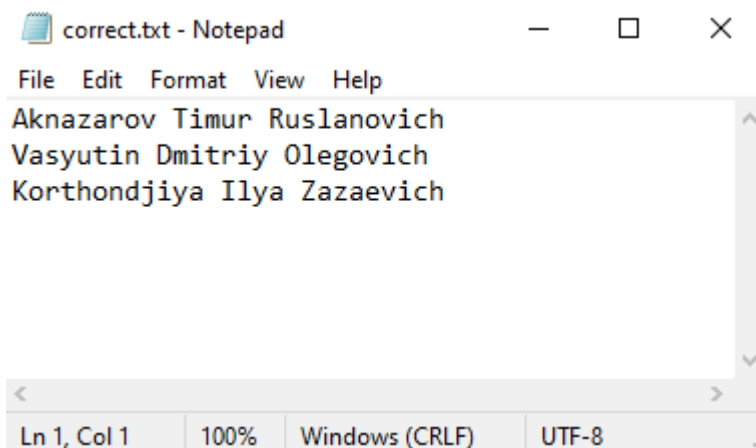 correct.txt - Notepad
File Edit Format View Help
Aknazarov Timur Ruslanovich
Vasyutin Dmitriy Olegovich
Korthondjiya Ilya Zazaevich
Ln 1, Col 1 100% Windows (CRLF) UTF-8